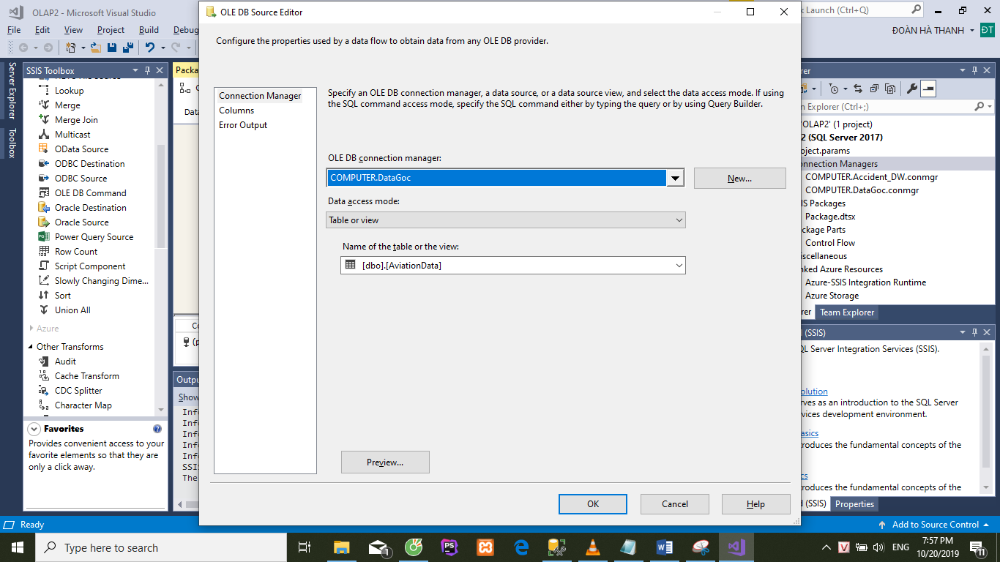 OLAP2 - Microsoft Visual Studio
k Launch (Ctrl+Q)
File Edit View Project Build Debug
ĐOÀN HÀ THANH
ĐT
Server Explorer
Toolbox
SSIS Toolbox
Lookup
Merge
Merge Join
Multicast
OData Source
ODBC Destination
ODBC Source
OLE DB Command
Oracle Destination
Oracle Source
Power Query Source
Row Count
Script Component
Slowly Changing Dime...
Sort
Union All
Azure
Other Transforms
Audit
Cache Transform
CDC Splitter
Character Map
Favorites
Provides convenient access to your
favorite elements so that they are
only a click away.
Packa
C
Dat
Co
(p
Outpu
Show
Info
Info
Info
Info
Info
SSIS
The
OLE DB Source Editor
Configure the properties used by a data flow to obtain data from any OLE DB provider.
Connection Manager
Columns
Error Output
Specify an OLE DB connection manager, a data source, or a data source view, and select the data access mode. If using
the SQL command access mode, specify the SQL command either by typing the query or by using Query Builder.
OLE DB connection manager:
COMPUTER.DataGoc
New...
Data access mode:
Table or view
Name of the table or the view:
[dbo].[AviationData]
Preview...
OK
Cancel
Help
rer
n Explorer (Ctrl+;)
'OLAP2' (1 project)
2 (SQL Server 2017)
oject.params
onnection Managers
COMPUTER.Accident_DW.conmgr
COMPUTER.DataGoc.conmgr
IS Packages
Package.dtsx
ckage Parts
Control Flow
iscellaneous
nked Azure Resources
Azure-SSIS Integration Runtime
Azure Storage
rer
Team Explorer
d (SSIS)
QL Server Integration Services (SSIS).
olution
rves as an introduction to the SQL Server
vices development environment.
asics
troduces the fundamental concepts of the
cs
troduces the fundamental concepts of the
d (SSIS)
Properties
Ready
Add to Source Control
Type here to search
1
PS
V
ENG
7:57 PM
10/20/2019
11